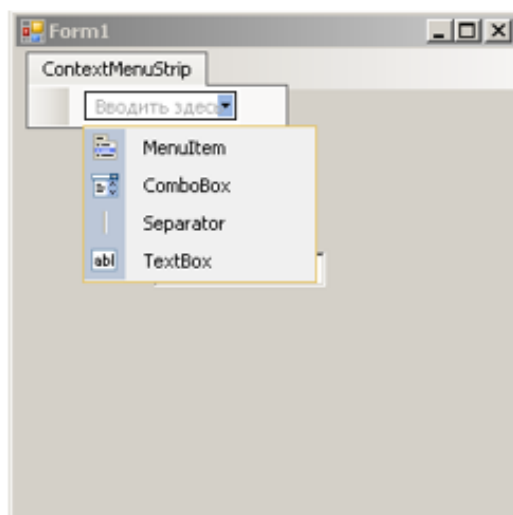 Form1
ContextMenuStrip
Вводить здесь
MenuItem
ComboBox
Separator
abl
TextBox